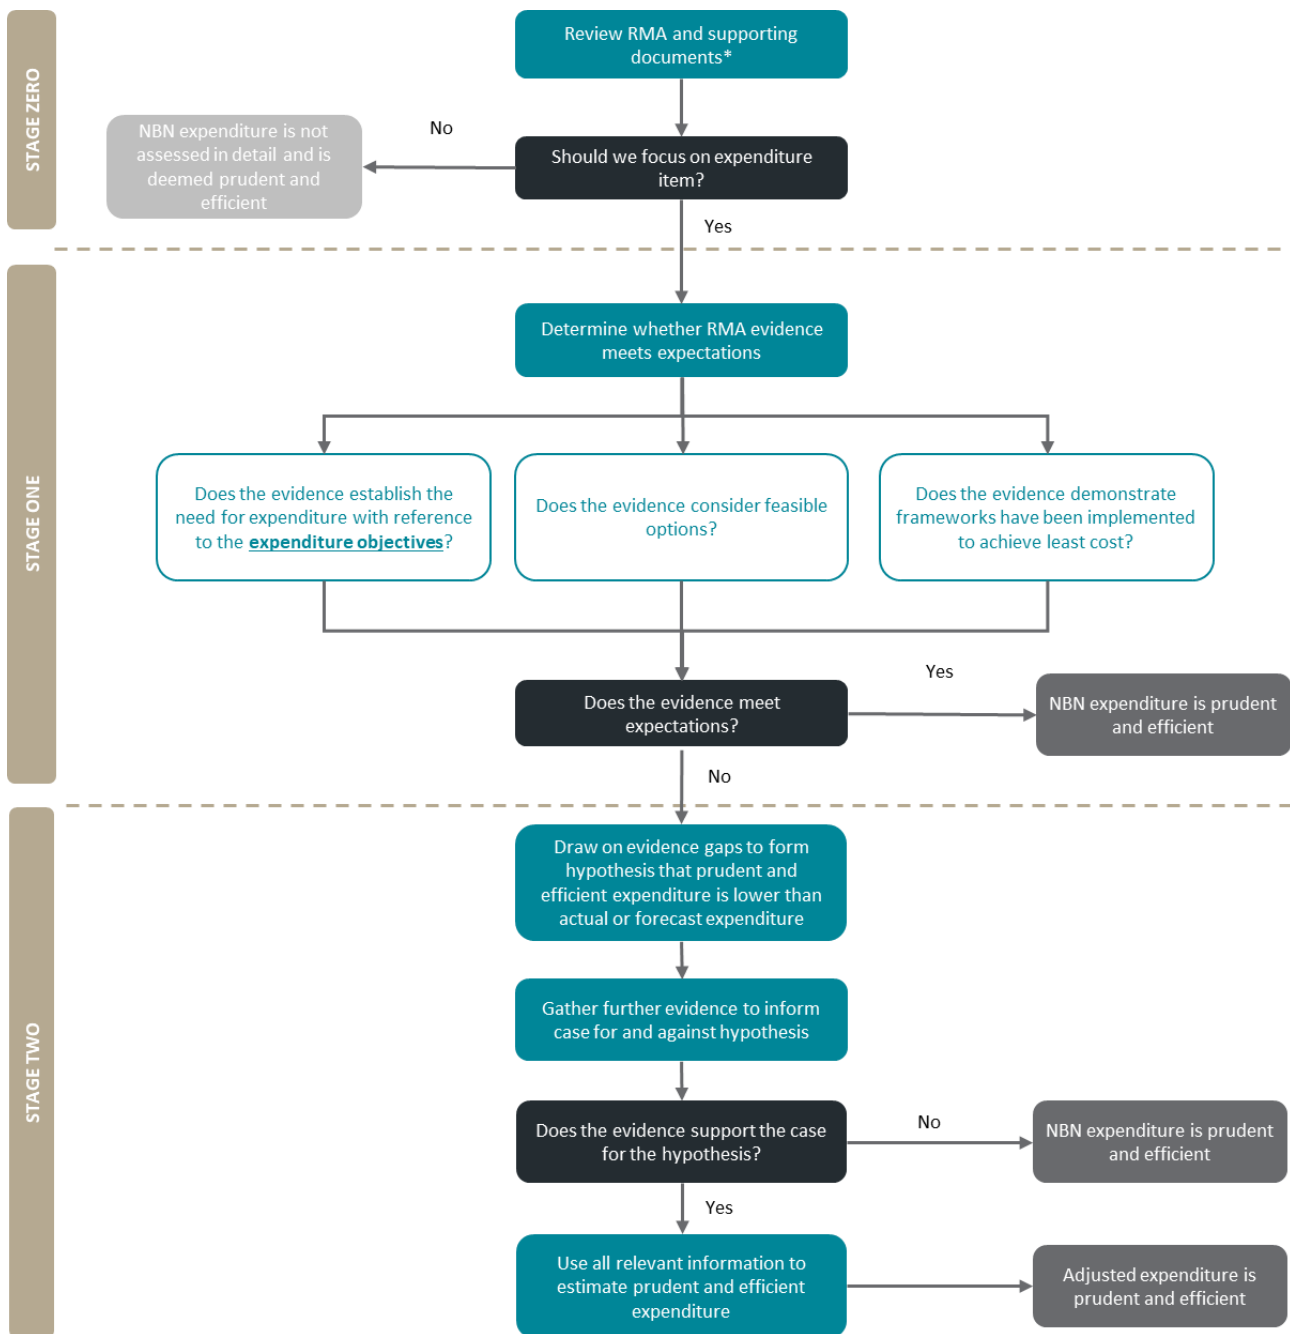 STAGE ZERO
Review RMA and supporting
documents*
No
NBN expenditure is not
assessed in detail and is
deemed prudent and
efficient
Should we focus on expenditure
item?
Yes
STAGE ONE
Determine whether RMA evidence
meets expectations
Does the evidence establish the
need for expenditure with reference
to the expenditure objectives?
Does the evidence consider feasible
options?
Does the evidence demonstrate
frameworks have been implemented
to achieve least cost?
Does the evidence meet
expectations?
Yes
NBN expenditure is prudent
and efficient
No
STAGE TWO
Draw on evidence gaps to form
hypothesis that prudent and
efficient expenditure is lower than
actual or forecast expenditure
Gather further evidence to inform
case for and against hypothesis
Does the evidence support the case
for the hypothesis?
No
NBN expenditure is prudent
and efficient
Yes
Use all relevant information to
estimate prudent and efficient
expenditure
Adjusted expenditure is
prudent and efficient